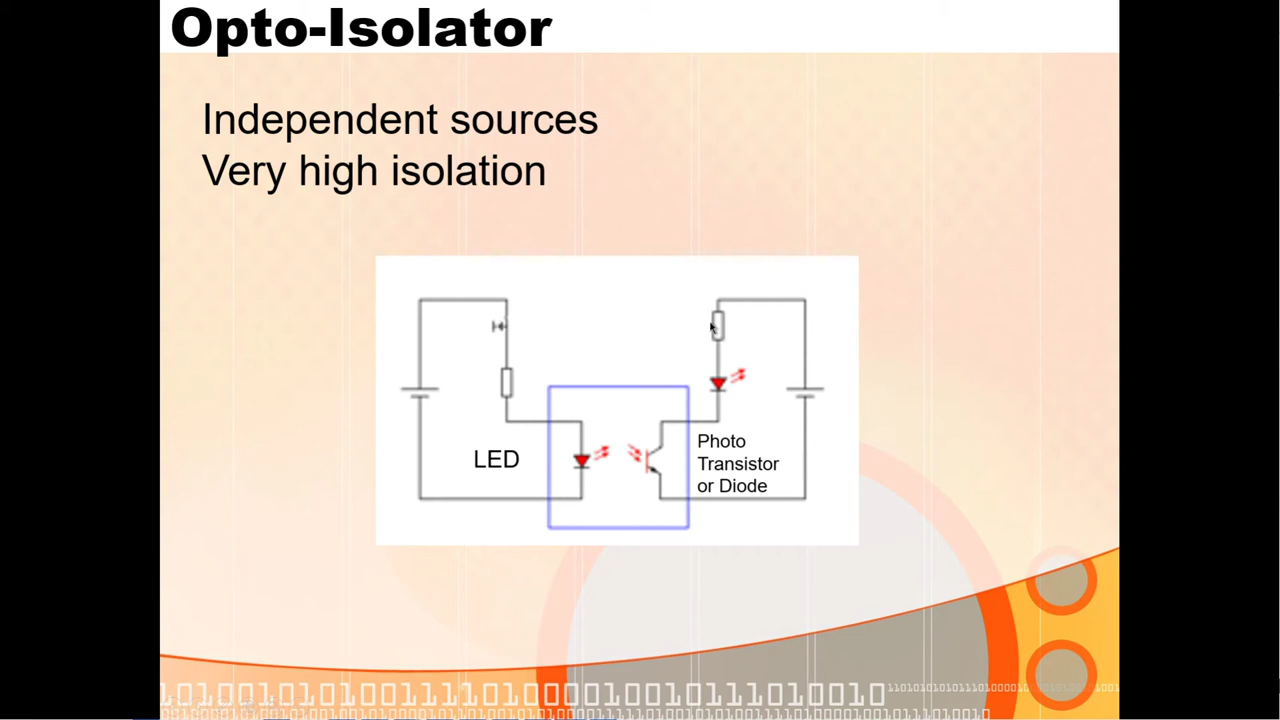 Opto-Isolator
Independent sources
Very high isolation
LED
Photo
Transistor
or Diode